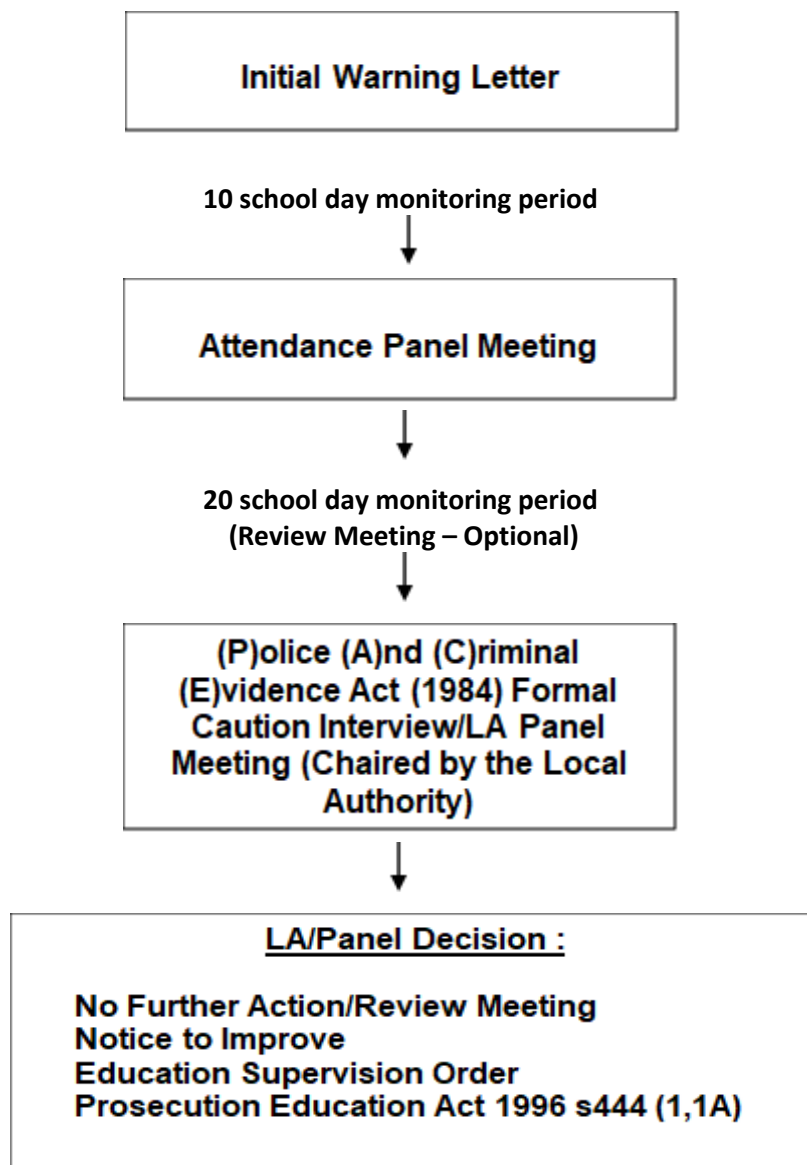 Initial Warning Letter
10 school day monitoring period
Attendance Panel Meeting
20 school day monitoring period
(Review Meeting – Optional)
(P)olice (A)nd (C)riminal
(E)vidence Act (1984) Formal
Caution Interview/LA Panel
Meeting (Chaired by the Local
Authority)
LA/Panel Decision :
No Further Action/Review Meeting
Notice to Improve
Education Supervision Order
Prosecution Education Act 1996 s444 (1,1A)